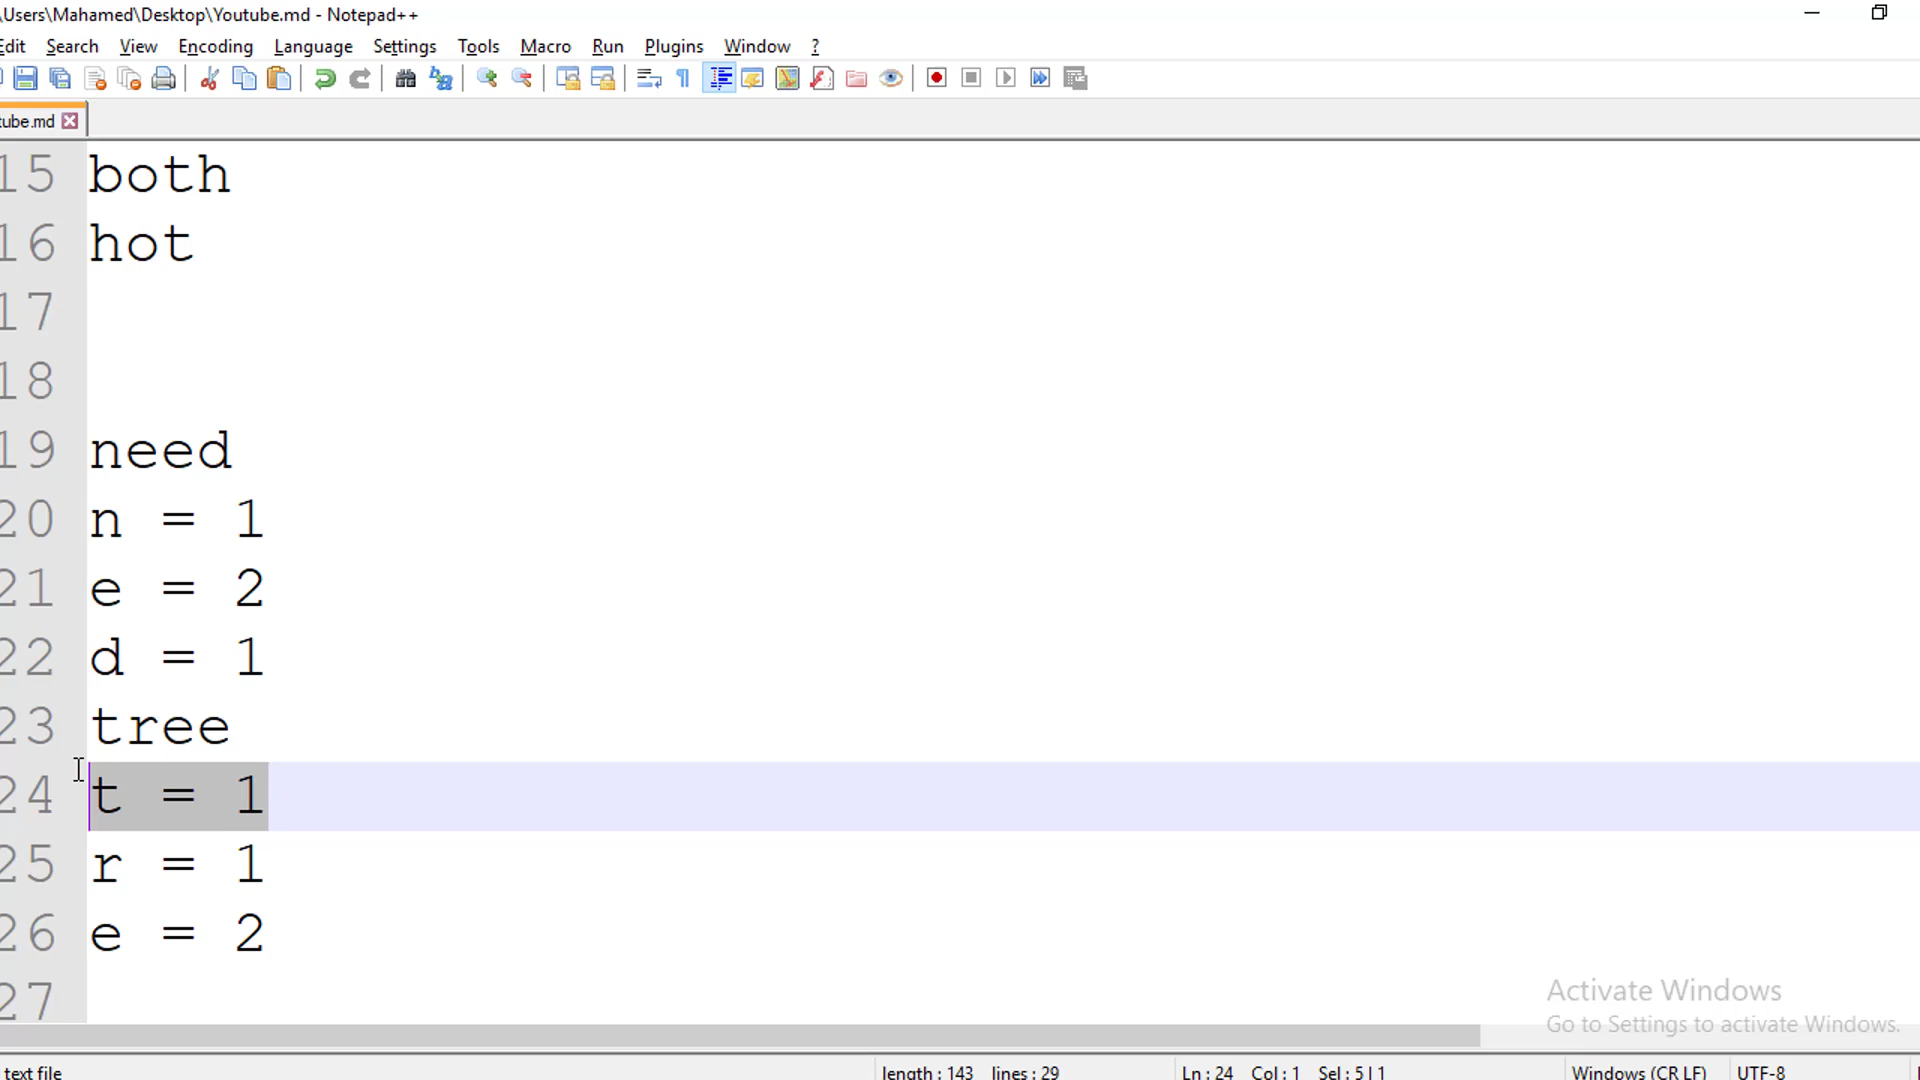 \Users\Mahamed\Desktop\Youtube.md - Notepad++
Edit Search View Encoding Language Settings Tools Macro Run Plugins Window ?
tube.md
15 both
16 hot
17
18
19 need
20 n = 1
21 e = 2
22 d = 1
23 tree
24 t = 1
25 r = 1
26 e = 2
27
Activate Windows
Go to Settings to activate Windows.
text file length : 143 lines : 29 Ln : 24 Col : 1 Sel : 5 | 1 Windows (CR LF) UTF-8